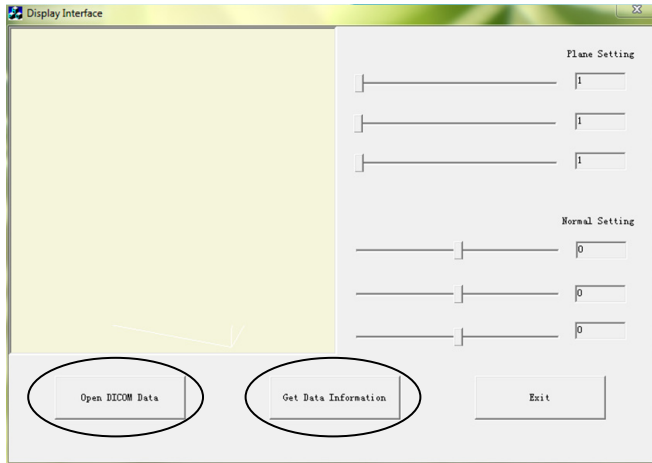 Display Interface
Plane Setting
1
1
1
Normal Setting
0
0
0
Open DICOM Data
Get Data Information
Exit